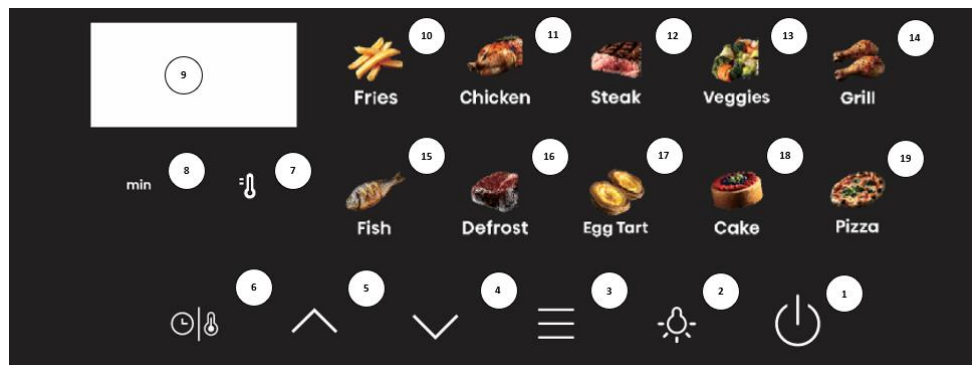 9
10
11
12
13
14
Fries
Chicken
Steak
Veggies
Grill
min
8
7
15
16
17
18
19
Fish
Defrost
Egg Tart
Cake
Pizza
6
5
4
3
2
1